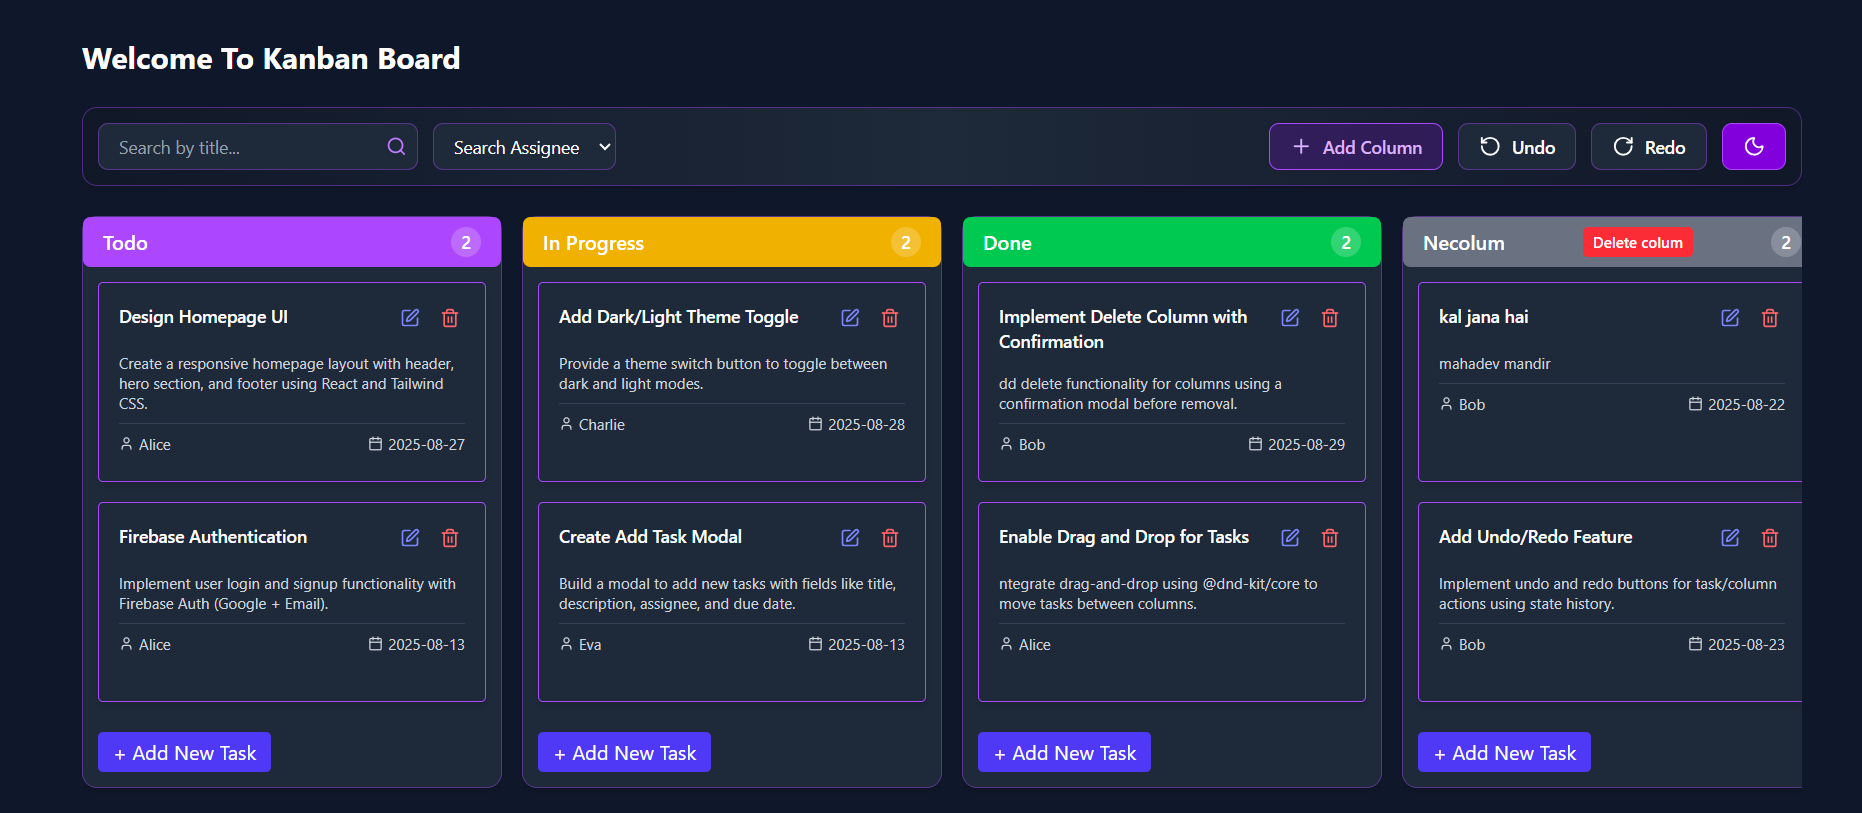 Welcome To Kanban Board
Search by title...
Search Assignee
Add Column
Undo
Redo
Todo
2
Design Homepage UI
Create a responsive homepage layout with header,
hero section, and footer using React and Tailwind
CSS.
Alice
2025-08-27
Firebase Authentication
Implement user login and signup functionality with
Firebase Auth (Google + Email).
Alice
2025-08-13
+ Add New Task
In Progress
2
Add Dark/Light Theme Toggle
Provide a theme switch button to toggle between
dark and light modes.
Charlie
2025-08-28
Create Add Task Modal
Build a modal to add new tasks with fields like title,
description, assignee, and due date.
Eva
2025-08-13
+ Add New Task
Done
2
Implement Delete Column with
Confirmation
dd delete functionality for columns using a
confirmation modal before removal.
Bob
2025-08-29
Enable Drag and Drop for Tasks
ntegrate drag-and-drop using @dnd-kit/core to
move tasks between columns.
Alice
+ Add New Task
Necolum
Delete colum
2
kal jana hai
mahadev mandir
Bob
2025-08-22
Add Undo/Redo Feature
Implement undo and redo buttons for task/column
actions using state history.
Bob
2025-08-23
+ Add New Task